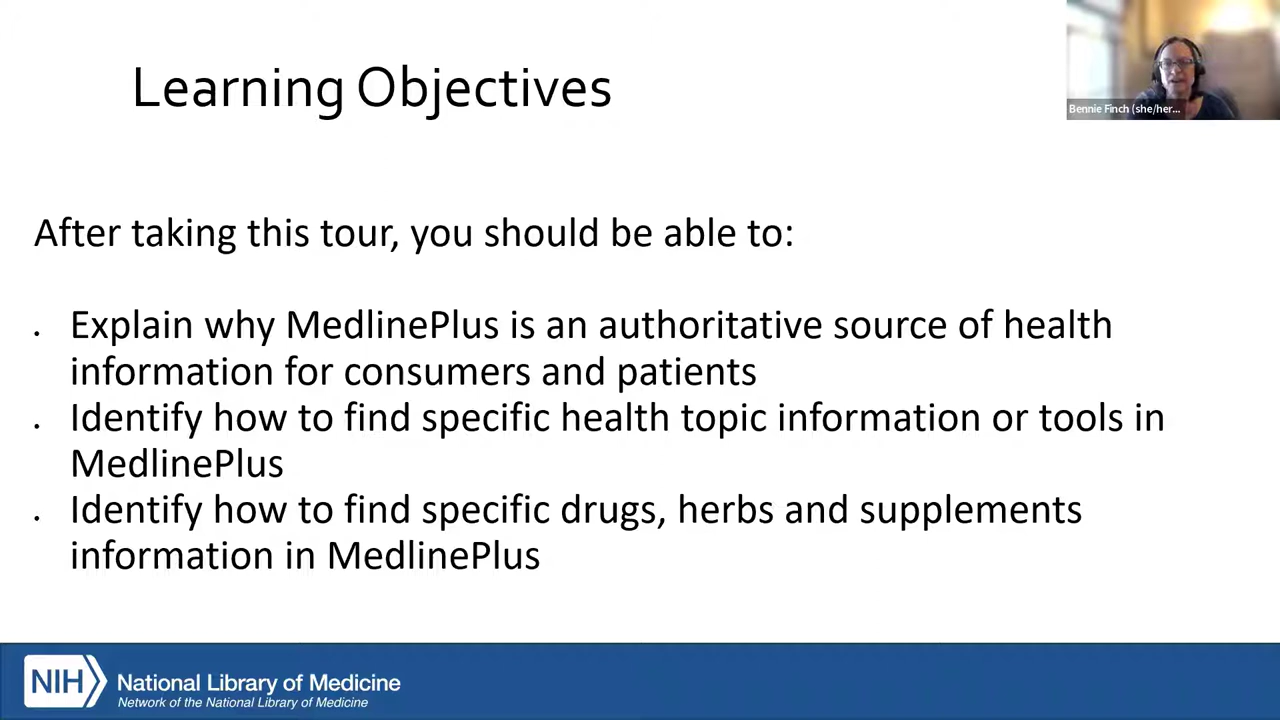 Learning Objectives
Bennie Finch (she/her...
After taking this tour, you should be able to:
• Explain why MedlinePlus is an authoritative source of health
information for consumers and patients
• Identify how to find specific health topic information or tools in
MedlinePlus
• Identify how to find specific drugs, herbs and supplements
information in MedlinePlus
NIH National Library of Medicine
Network of the National Library of Medicine